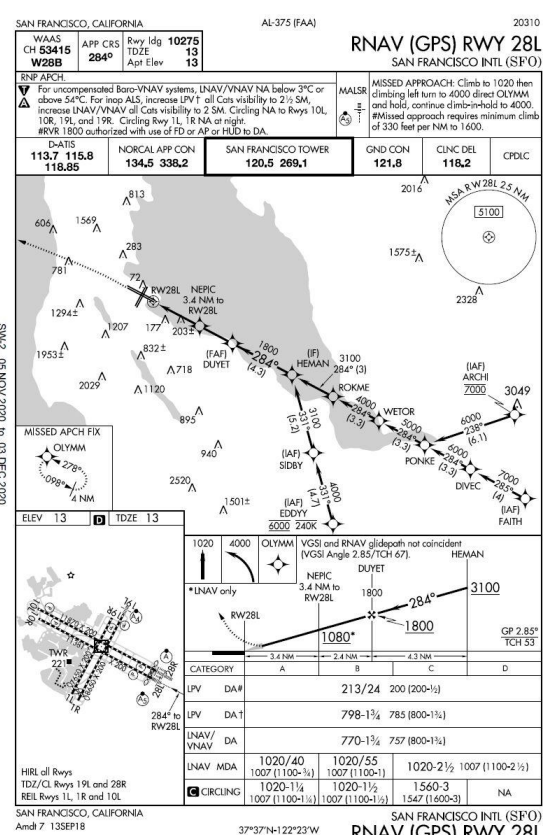 SAN FRANCISCO, CALIFORNIA
AL-375 (FAA)
20310
WAAS
CH 53415
W28B
APP CRS
284°
Rwy ldg 10275
TDZE 13
Apt Elev 13
RNAV (GPS) RWY 28L
SAN FRANCISCO INTL (SFO)
RNP APCH.
For uncompensated Baro-VNAV systems, LNAV/VNAV NA below 3°C or
above 54°C. For inop ALS, increase LPV† all Cats visibility to 2½ SM,
increase LNAV/VNAV all Cats visibility to 2½ SM. Circling NA to Rwys 10L,
10R, 19L, and 19R. Circling Rwy 1L, 1R NA at night.
#RVR 1800 authorized with use of FD or AP or HUD to DA.
MALSR
A5
MISSED APPROACH: Climb to 1020 then
climbing left turn to 4000 direct OLYMM
and hold, continue climb-in-hold to 4000.
#Missed approach requires minimum climb
of 330 feet per NM to 1600.
D-ATIS
113.7 115.8
118.85
NORCAL APP CON
134.5 338.2
SAN FRANCISCO TOWER
120.5 269.1
GND CON
121.8
CLNC DEL
118.2
CPDLC
813
2016
MSA RW28L 25 NM
5100
606
1569
283
1575±
781
72
2328
RW28L
NEPIC
3.4 NM to
RW28L
1294±
177
203±
1207
1953±
832±
718
2029
1120
895
940
2520
1501±
(FAF)
DUYET
1800
284°
(4.3)
(IF)
HEMAN
3100
284° (3)
ROKME
4000
284°
(3.3)
WETOR
5000
284°
(3.3)
PONKE
6000
284°
(3.3)
DIVEC
7000
285°
(4)
(IAF)
FAITH
(IAF)
ARCHI
7000
3049
6000
238°
(6.1)
3100
331°
(5.2)
(IAF)
SIDBY
4000
331°
(4.7)
(IAF)
EDDYY
6000 240K
MISSED APCH FIX
OLYMM
278°
098°
4 NM
SW-2, 05 NOV 2020 to 03 DEC 2020
ELEV 13
D
TDZE 13
TWR
221
284° to
RW28L
HIRL all Rwys
TDZ/CL Rwys 19L and 28R
REIL Rwys 1L, 1R and 10L
1020
4000
OLYMM
VGSI and RNAV glidepath not coincident
(VGSI Angle 2.85/TCH 67).
*LNAV only
RW28L
NEPIC
3.4 NM to
RW28L
DUYET
1800
HEMAN
3100
284°
1800
1080*
GP 2.85°
TCH 53
3.4 NM
2.4 NM
4.3 NM
CATEGORY A B C D
LPV DA# 213/24 200 (200-½)
LPV DA† 798-1¾ 785 (800-1¾)
LNAV/
VNAV DA 770-1¾ 757 (800-1¾)
LNAV MDA
1020/40
1007 (1100-¾)
1020/55
1007 (1100-1)
1020-2½ 1007 (1100-2½)
C CIRCLING
1020-1¼
1007 (1100-1¼)
1020-1½
1007 (1100-1½)
1560-3
1547 (1600-3)
NA
SAN FRANCISCO, CALIFORNIA
Amdt 7 13SEP18
37°37'N-122°23'W
SAN FRANCISCO INTL (SFO)
RNAV (GPS) RWY 28L